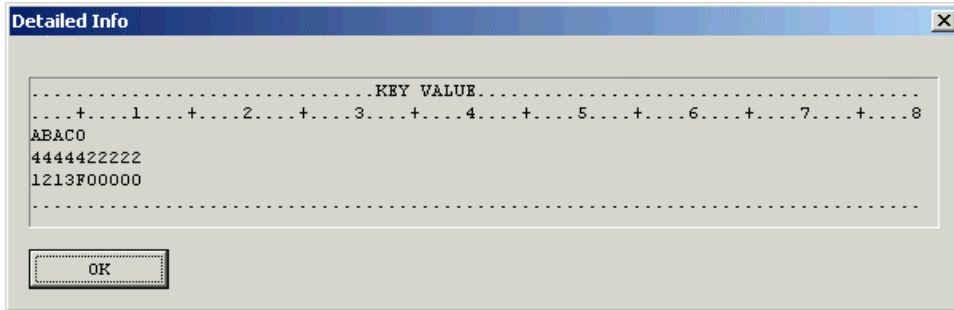 Detailed Info
...............................KEY VALUE........................................
....+....1....+....2....+....3....+....4....+....5....+....6....+....7....+....8
ABACO
4444422222
1213F00000
................................................................................
OK